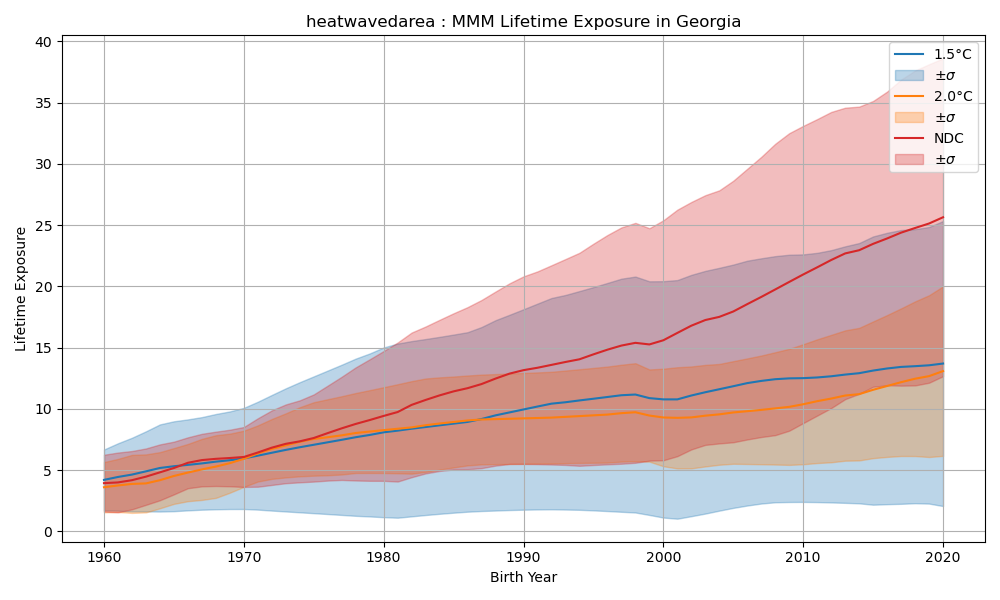 heatwavedarea : MMM Lifetime Exposure in Georgia
40
35
30
25
20
15
10
5
0
Lifetime Exposure
1960
1970
1980
1990
2000
2010
2020
Birth Year
1.5°C
±σ
2.0°C
±σ
NDC
±σ